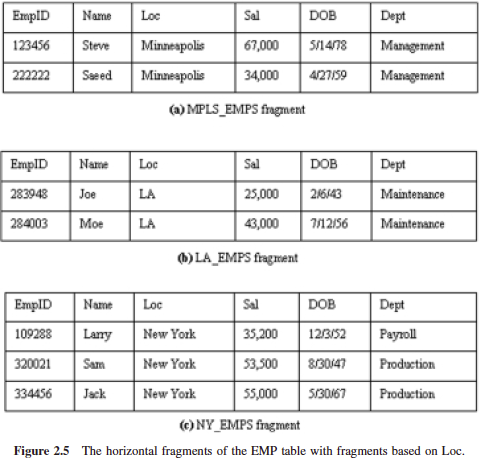 EmpID Name Loc Sal DOB Dept
123456 Steve Minneapolis 67,000 5/14/78 Management
222222 Saeed Minneapolis 34,000 4/27/59 Management
(a) MPLS_EMPS fragment
EmpID Name Loc Sal DOB Dept
283948 Joe LA 25,000 2/6/43 Maintenance
284003 Moe LA 43,000 7/12/56 Maintenance
(b) LA_EMPS fragment
EmpID Name Loc Sal DOB Dept
109288 Larry New York 35,200 12/3/52 Payroll
320021 Sam New York 53,500 8/30/47 Production
334456 Jack New York 55,000 5/30/67 Production
(c) NY_EMPS fragment
Figure 2.5 The horizontal fragments of the EMP table with fragments based on Loc.